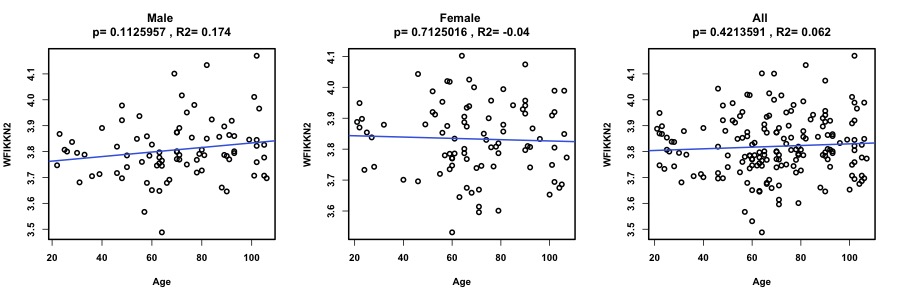 Male
p= 0.1125957 , R2= 0.174
WFIKKN2
3.5 3.6 3.7 3.8 3.9 4.0 4.1
20 40 60 80 100
Age
Female
p= 0.7125016 , R2= -0.04
WFIKKN2
3.6 3.7 3.8 3.9 4.0 4.1
20 40 60 80 100
Age
All
p= 0.4213591 , R2= 0.062
WFIKKN2
3.5 3.6 3.7 3.8 3.9 4.0 4.1
20 40 60 80 100
Age